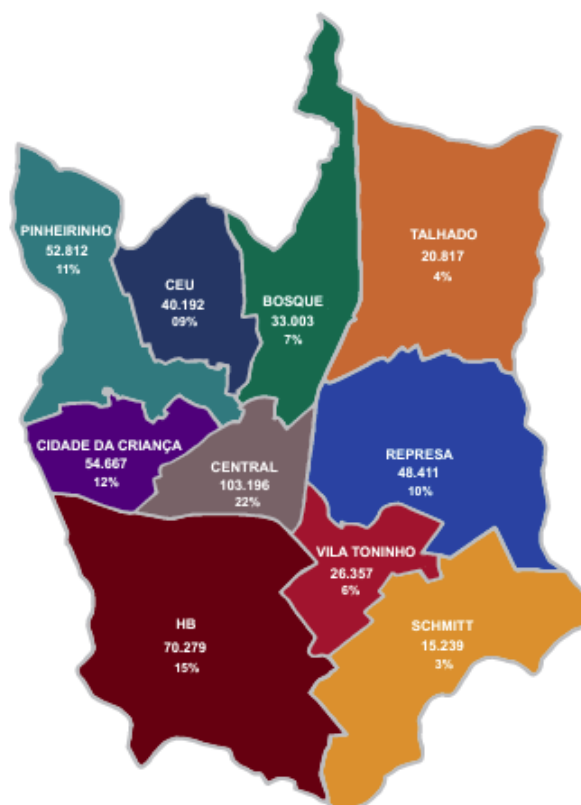 PINHEIRINHO
52.812
11%
CEU
40.192
09%
BOSQUE
33.003
7%
TALHADO
20.817
4%
CIDADE DA CRIANÇA
54.667
12%
CENTRAL
103.196
22%
REPRESA
48.411
10%
VILA TONINHO
26.357
6%
HB
70.279
15%
SCHMITT
15.239
3%